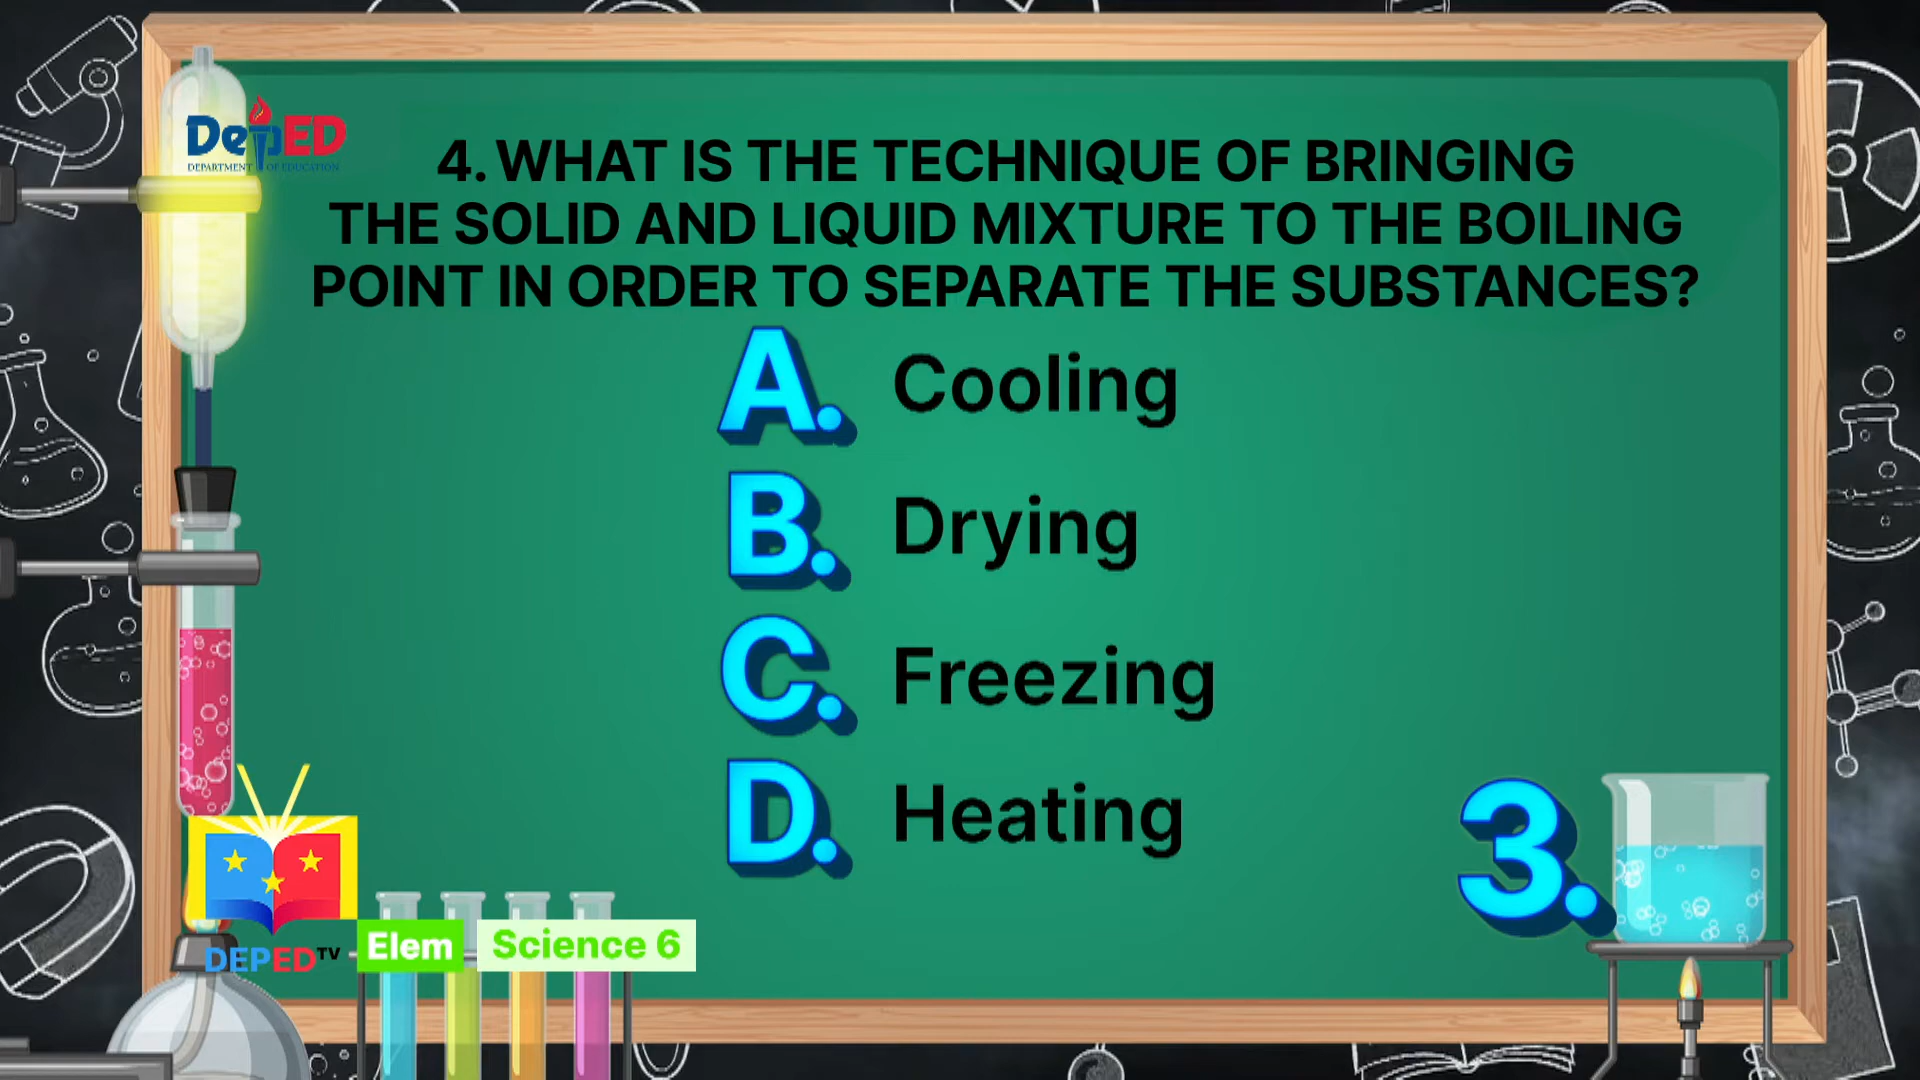 DepED
DEPARTMENT OF EDUCATION
4. WHAT IS THE TECHNIQUE OF BRINGING
THE SOLID AND LIQUID MIXTURE TO THE BOILING
POINT IN ORDER TO SEPARATE THE SUBSTANCES?
A. Cooling
B. Drying
C. Freezing
D. Heating
3.
DEPED TV
Elem Science 6